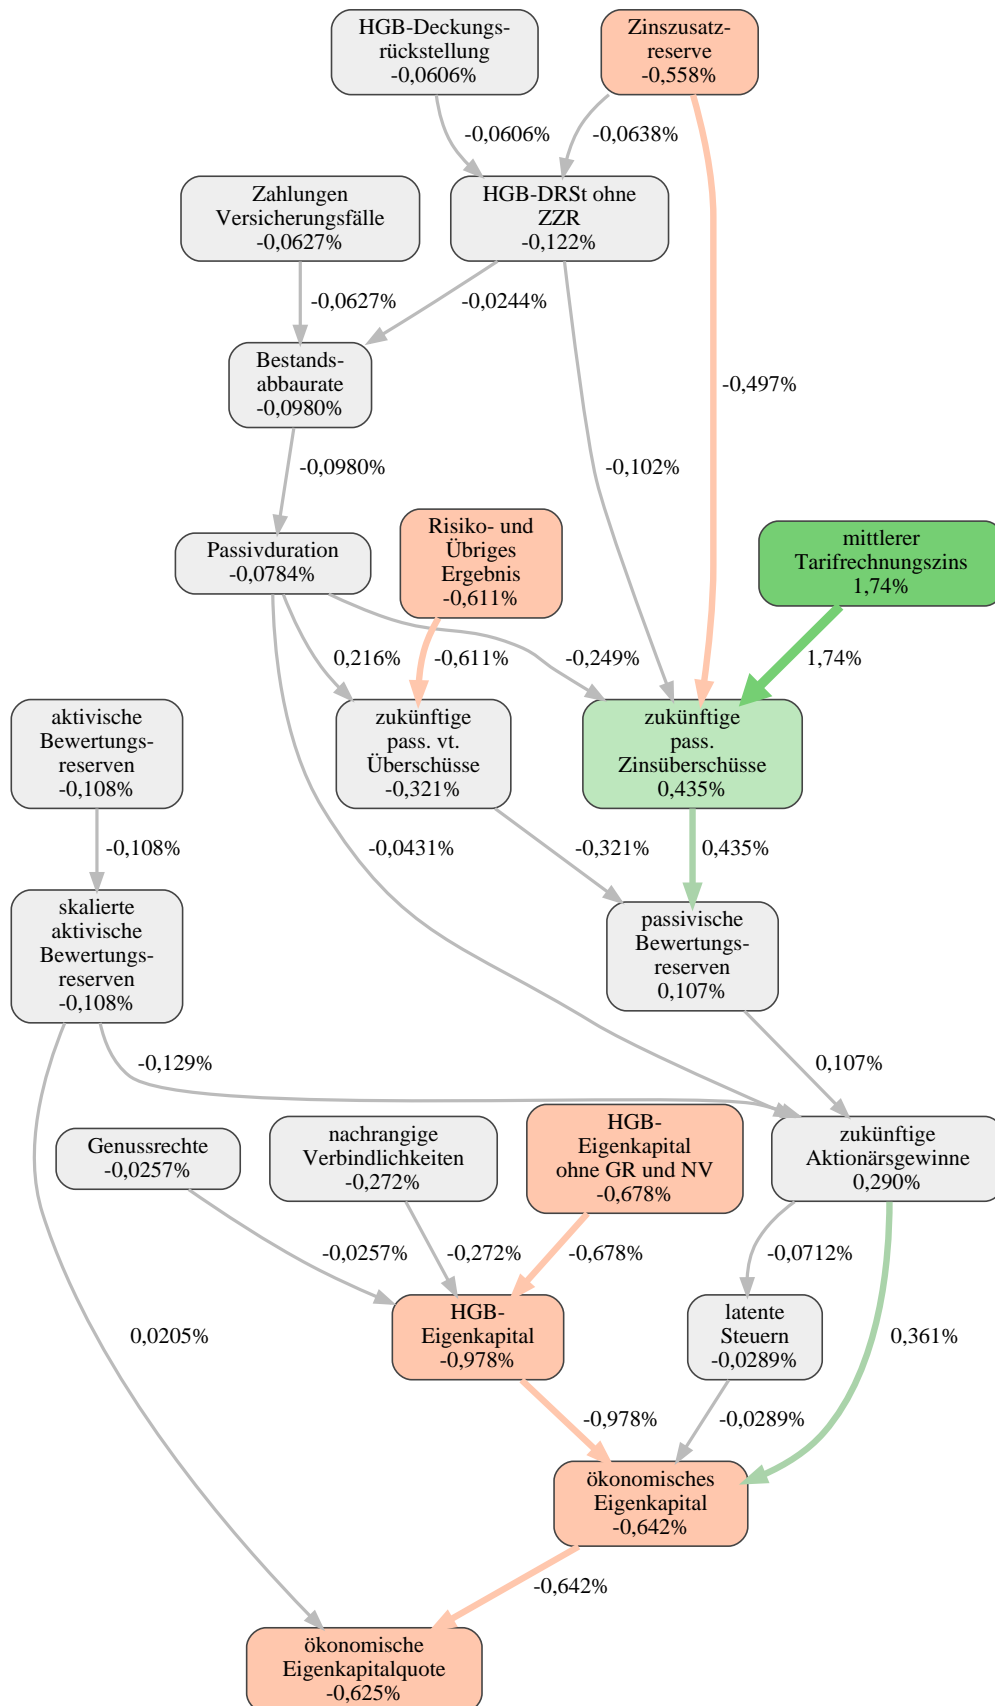 HGB-Deckungs-
rückstellung
-0,0606%
Zinszusatz-
reserve
-0,558%
-0,0606%
-0,0638%
Zahlungen
Versicherungsfälle
-0,0627%
HGB-DRSt ohne
ZZR
-0,122%
-0,0627%
-0,0244%
Bestands-
abbaurate
-0,0980%
-0,497%
-0,0980%
-0,102%
Passivduration
-0,0784%
Risiko- und
Übriges
Ergebnis
-0,611%
mittlerer
Tarifrechnungszins
1,74%
0,216%
-0,611%
-0,249%
1,74%
aktivische
Bewertungs-
reserven
-0,108%
zukünftige
pass. vt.
Überschüsse
-0,321%
zukünftige
pass.
Zinsüberschüsse
0,435%
-0,108%
-0,0431%
-0,321%
0,435%
skalierte
aktivische
Bewertungs-
reserven
-0,108%
passivische
Bewertungs-
reserven
0,107%
-0,129%
0,107%
Genussrechte
-0,0257%
nachrangige
Verbindlichkeiten
-0,272%
HGB-
Eigenkapital
ohne GR und NV
-0,678%
zukünftige
Aktionärsgewinne
0,290%
-0,0257%
-0,272%
-0,678%
-0,0712%
0,0205%
HGB-
Eigenkapital
-0,978%
latente
Steuern
-0,0289%
0,361%
-0,978%
-0,0289%
ökonomisches
Eigenkapital
-0,642%
-0,642%
ökonomische
Eigenkapitalquote
-0,625%